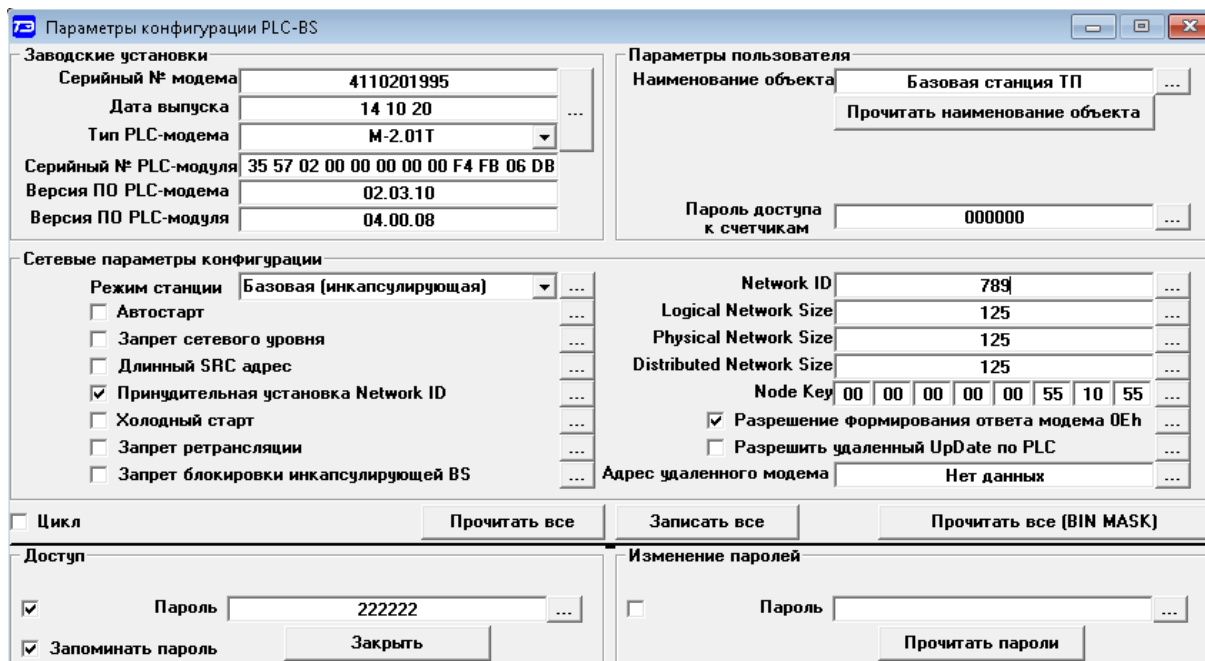 ТЭ Параметры конфигурации PLC-BS
Заводские установки
Серийный № модема 4110201995
Дата выпуска 14 10 20
...
Тип PLC-модема М-2.01Т
Серийный № PLC-модуля 35 57 02 00 00 00 00 00 F4 FB 06 DB
Версия ПО PLC-модема 02.03.10
Версия ПО PLC-модуля 04.00.08
Параметры пользователя
Наименование объекта Базовая станция ТП ...
Прочитать наименование объекта
Пароль доступа
к счетчикам 000000 ...
Сетевые параметры конфигурации
Режим станции Базовая (инкапсулирующая) ...
Автостарт ...
Запрет сетевого уровня ...
Длинный SRC адрес ...
Принудительная установка Network ID ...
Холодный старт ...
Запрет ретрансляции ...
Запрет блокировки инкапсулирующей BS ...
Network ID 789 ...
Logical Network Size 125 ...
Physical Network Size 125 ...
Distributed Network Size 125 ...
Node Key 00 00 00 00 00 55 10 55 ...
Разрешение формирования ответа модема 0Eh ...
Разрешить удаленный UpDate по PLC ...
Адрес удаленного модема Нет данных ...
Цикл Прочитать все Записать все Прочитать все (BIN MASK)
Доступ
Пароль 222222 ...
Запоминать пароль Закрыть
Изменение паролей
Пароль ...
Прочитать пароли